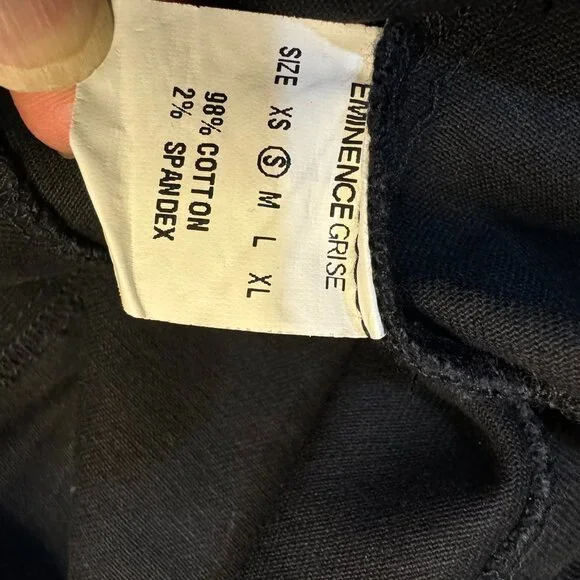 EMINENCE GRISE
SIZE XS S M L XL
98% COTTON
2% SPANDEX